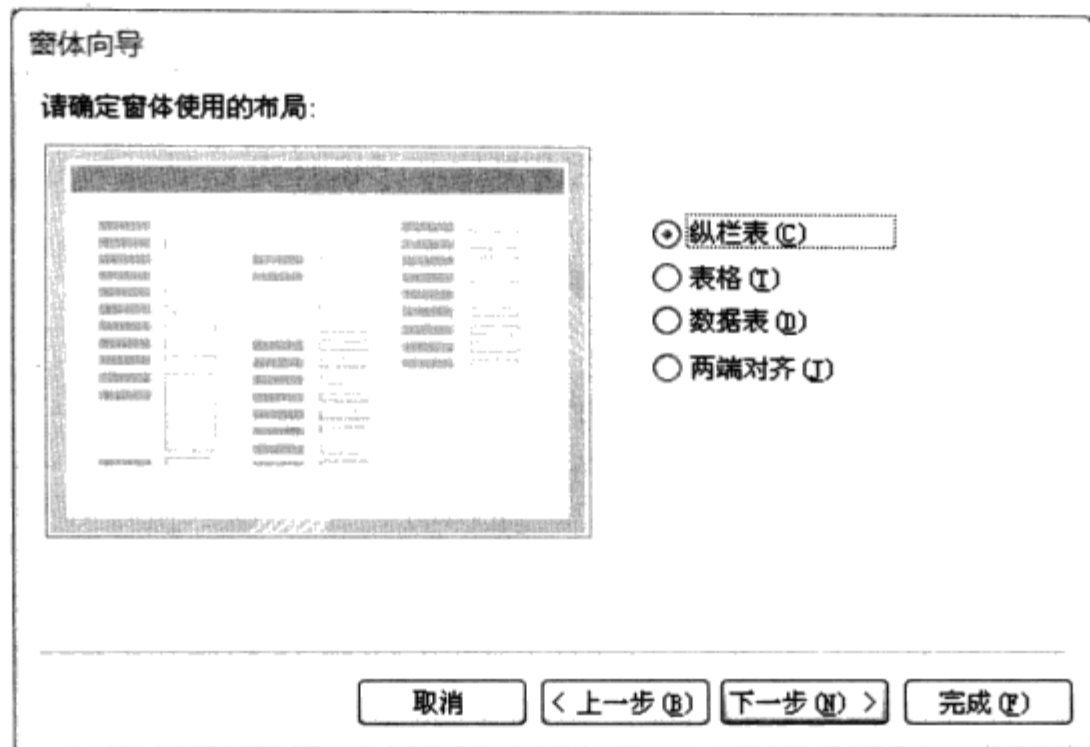 窗体向导
请确定窗体使用的布局:
纵栏表(C)
表格(T)
数据表(D)
两端对齐(J)
取消
< 上一步(B)
下一步(N) >
完成(F)